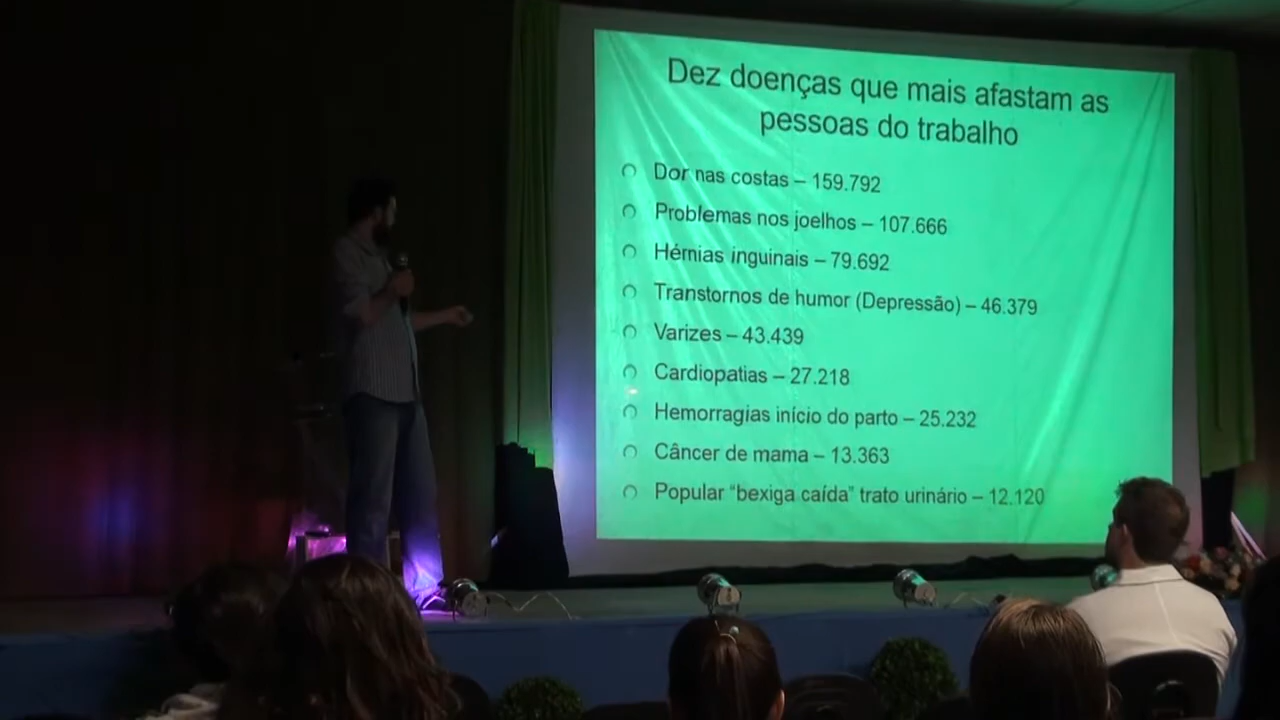 Dez doenças que mais afastam as
pessoas do trabalho
Dor nas costas – 159.792
Problemas nos joelhos – 107.666
Hérnias inguinais – 79.692
Transtornos de humor (Depressão) – 46.379
Varizes – 43.439
Cardiopatias – 27.218
Hemorragias início do parto – 25.232
Câncer de mama – 13.363
Popular “bexiga caída” trato urinário – 12.120